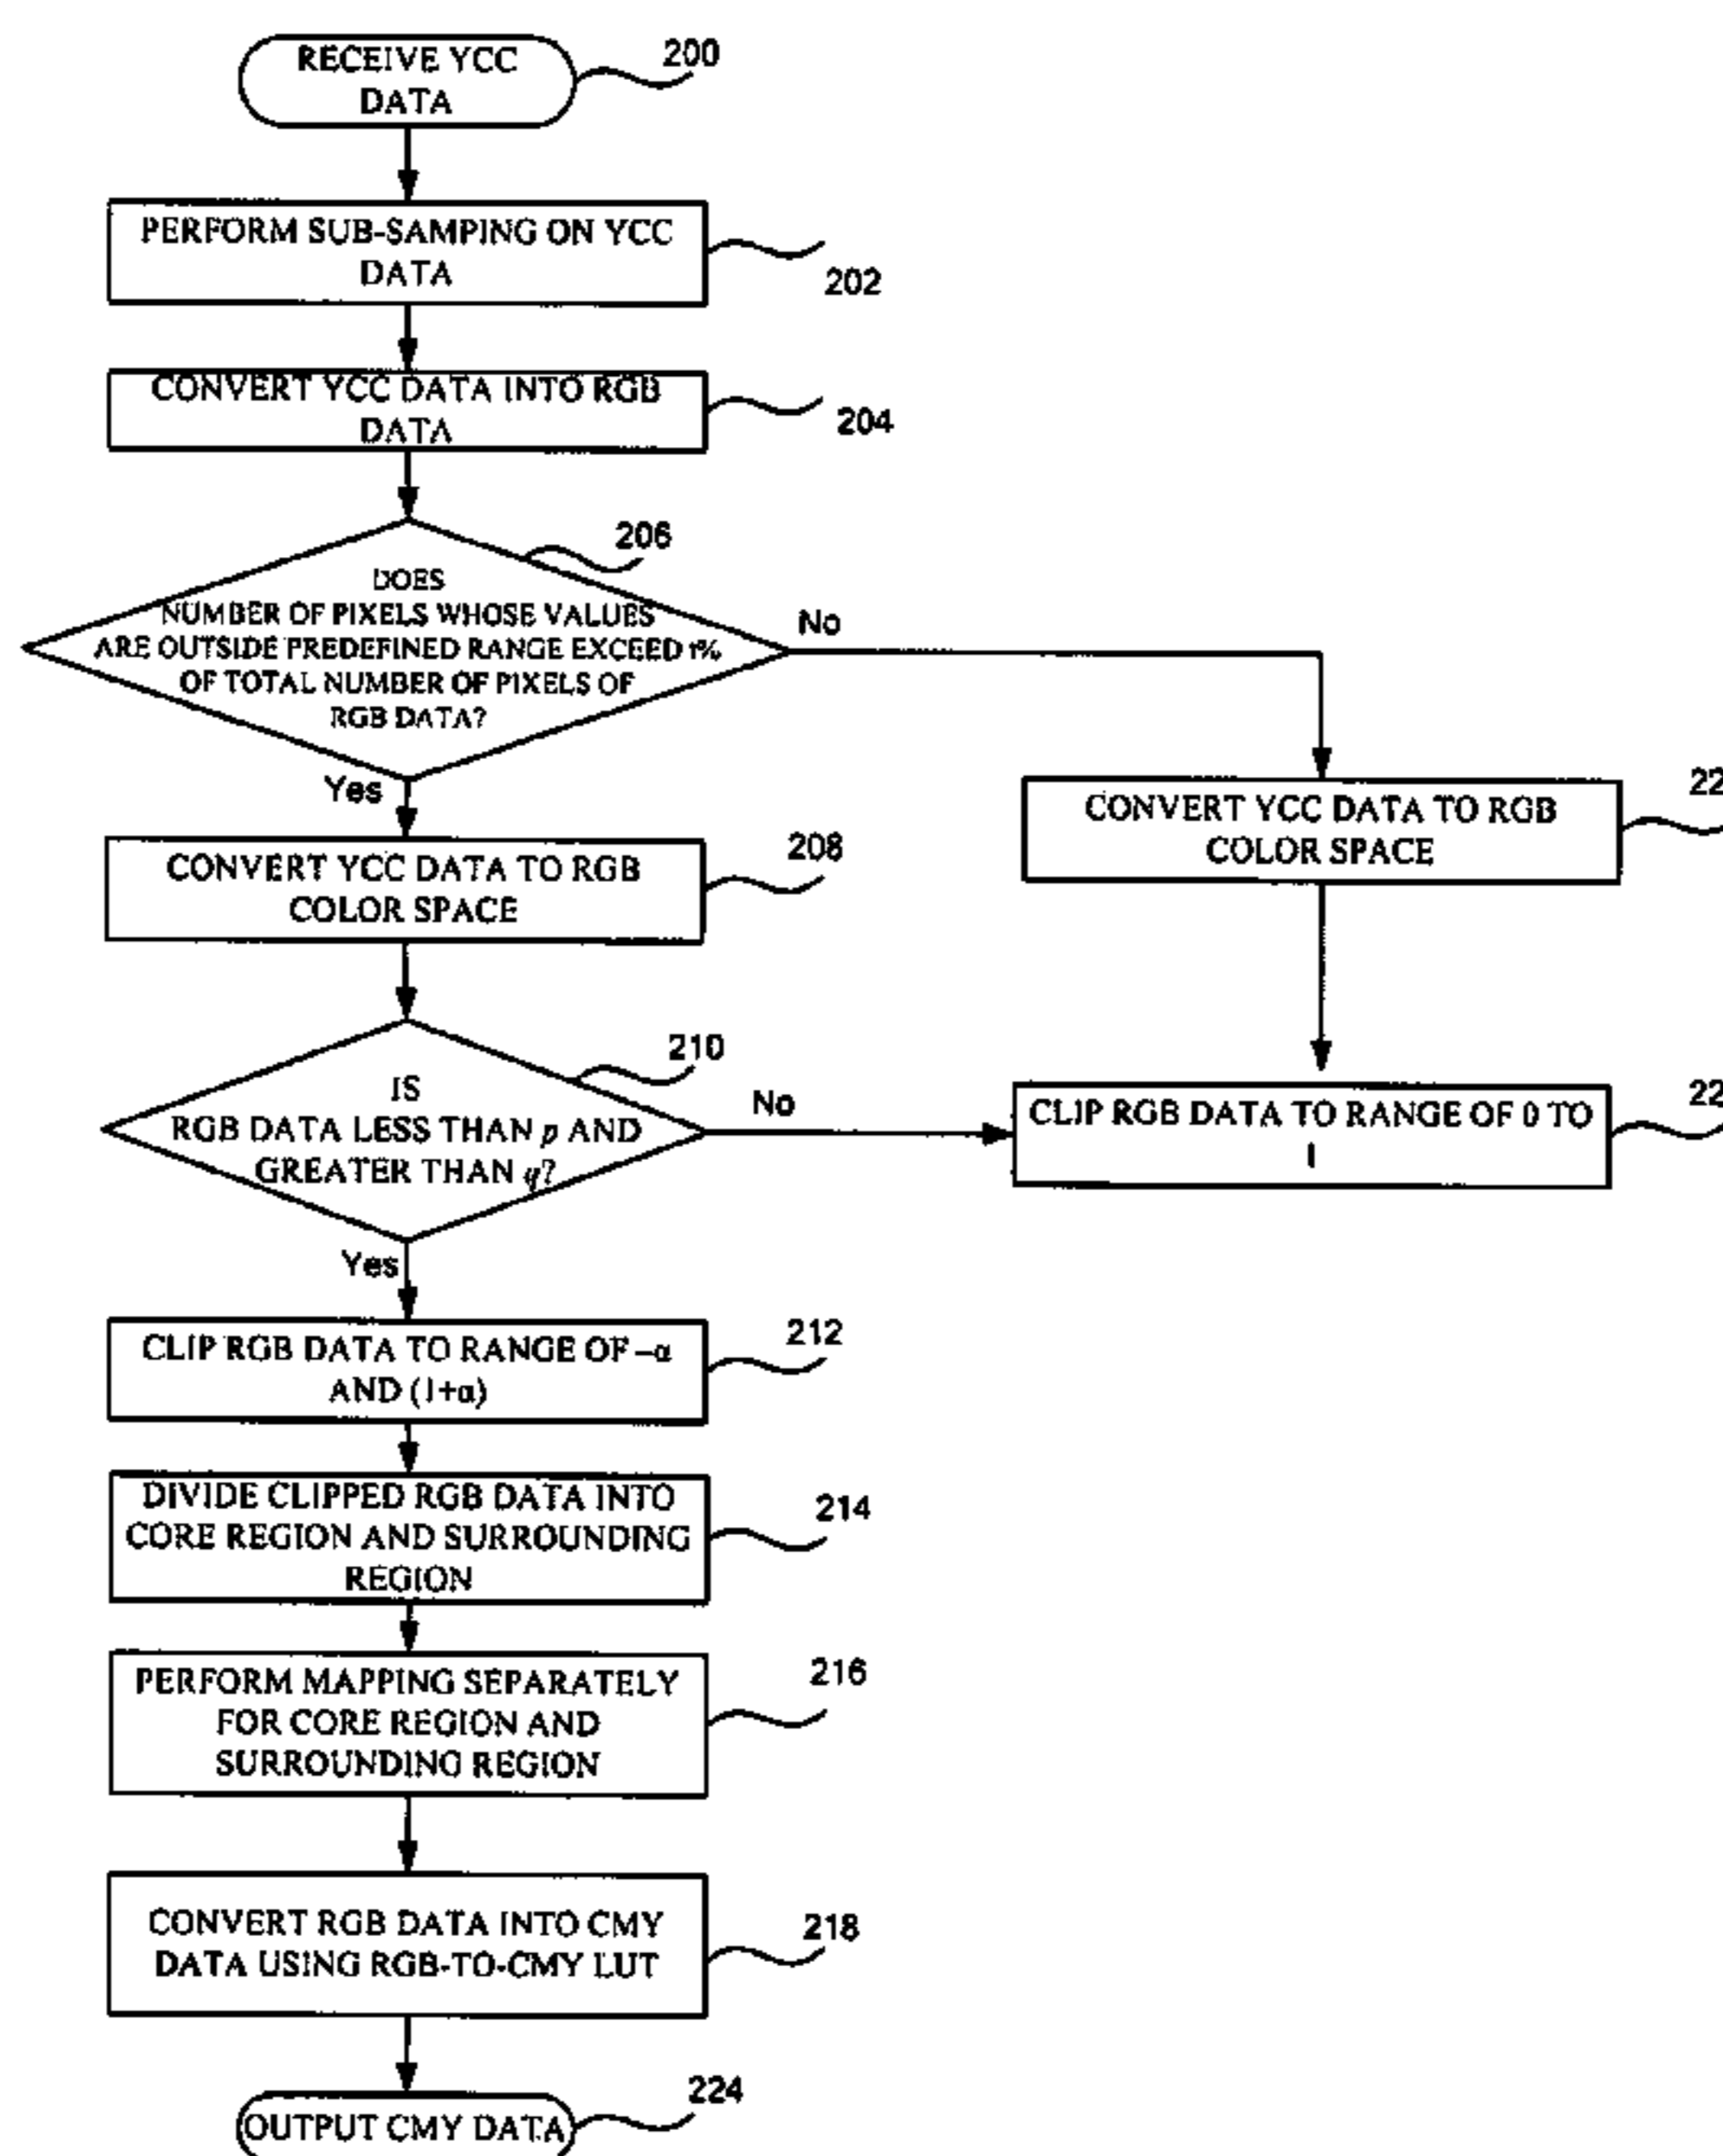 RECEIVE YCC
DATA
200
PERFORM SUB-SAMPING ON YCC
DATA
202
CONVERT YCC DATA INTO RGB
DATA
204
206
DOES
NUMBER OF PIXELS WHOSE VALUES
ARE OUTSIDE PREDEFINED RANGE EXCEED t%
OF TOTAL NUMBER OF PIXELS OF
RGB DATA?
No
Yes
CONVERT YCC DATA TO RGB
COLOR SPACE
22
CONVERT YCC DATA TO RGB
COLOR SPACE
208
210
IS
RGB DATA LESS THAN p AND
GREATER THAN q?
No
Yes
CLIP RGB DATA TO RANGE OF 0 TO
1
22
CLIP RGB DATA TO RANGE OF –α
AND (1+α)
212
DIVIDE CLIPPED RGB DATA INTO
CORE REGION AND SURROUNDING
REGION
214
PERFORM MAPPING SEPARATELY
FOR CORE REGION AND
SURROUNDING REGION
216
CONVERT RGB DATA INTO CMY
DATA USING RGB-TO-CMY LUT
218
OUTPUT CMY DATA
224